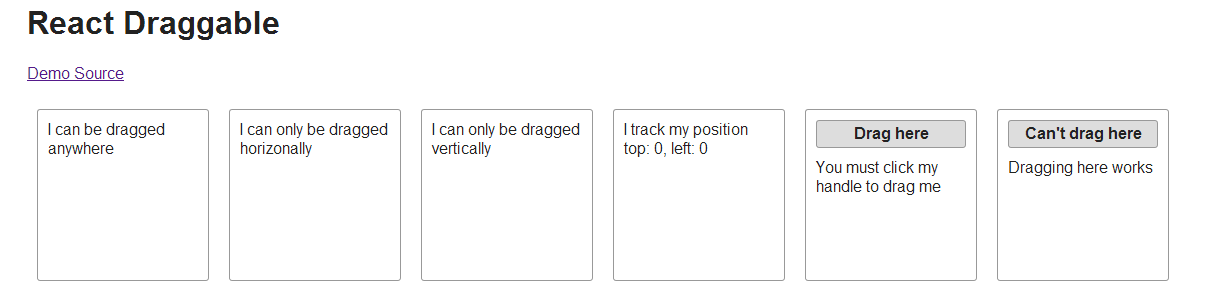 React Draggable
Demo Source
I can be dragged
anywhere
I can only be dragged
horizonally
I can only be dragged
vertically
I track my position
top: 0, left: 0
Drag here
You must click my
handle to drag me
Can't drag here
Dragging here works